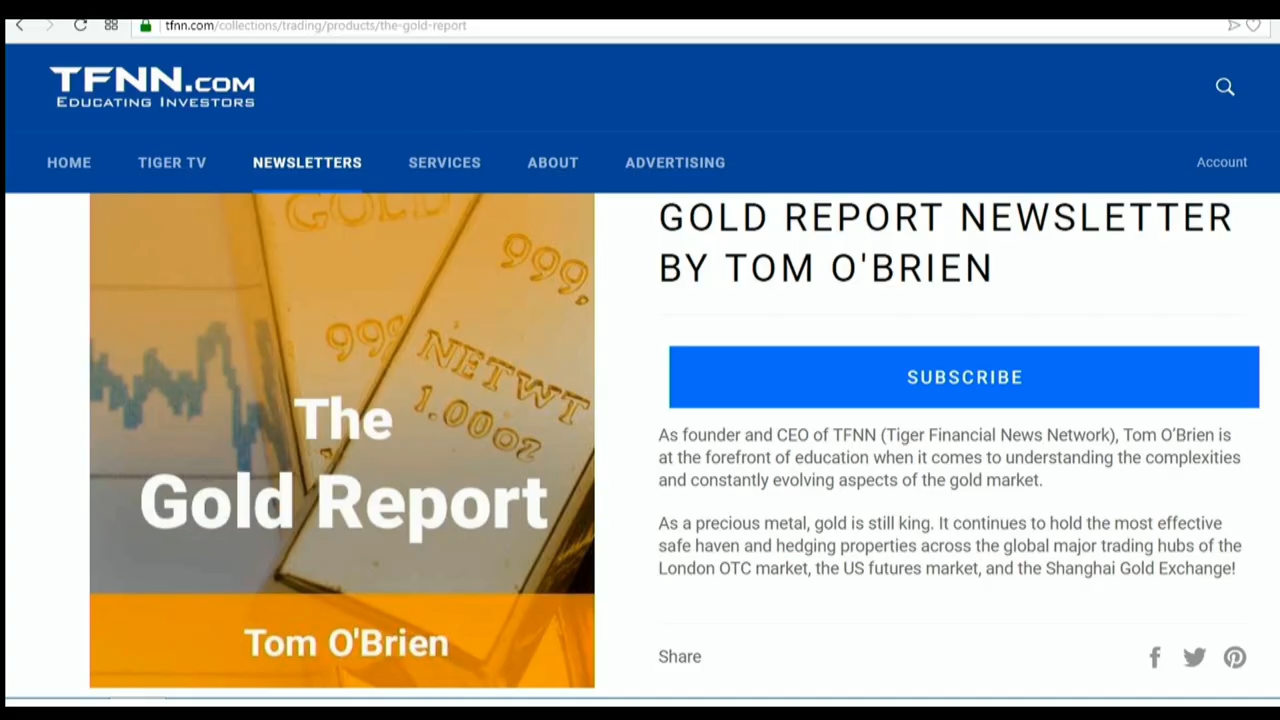 tfnn.com/collections/trading/products/the-gold-report
TFNN.COM
EDUCATING INVESTORS
HOME
TIGER TV
NEWSLETTERS
SERVICES
ABOUT
ADVERTISING
Account
GOLD
999.
999
NETWT
1.00oz
The
Gold Report
Tom O'Brien
GOLD REPORT NEWSLETTER
BY TOM O'BRIEN
SUBSCRIBE
As founder and CEO of TFNN (Tiger Financial News Network), Tom O’Brien is
at the forefront of education when it comes to understanding the complexities
and constantly evolving aspects of the gold market.
As a precious metal, gold is still king. It continues to hold the most effective
safe haven and hedging properties across the global major trading hubs of the
London OTC market, the US futures market, and the Shanghai Gold Exchange!
Share